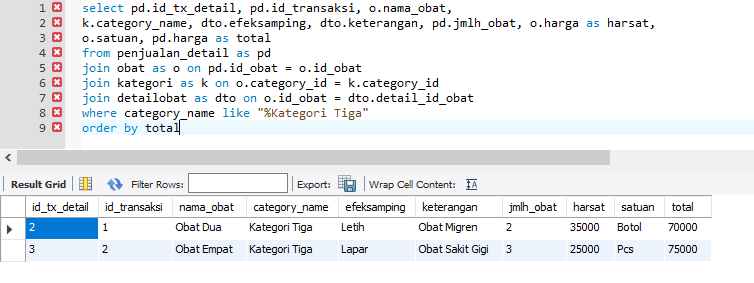 1 select pd.id_tx_detail, pd.id_transaksi, o.nama_obat,
2 k.category_name, dto.efeksamping, dto.keterangan, pd.jmlh_obat, o.harga as harsat,
3 o.satuan, pd.harga as total
4 from penjualan_detail as pd
5 join obat as o on pd.id_obat = o.id_obat
6 join kategori as k on o.category_id = k.category_id
7 join detailobat as dto on o.id_obat = dto.detail_id_obat
8 where category_name like "%Kategori Tiga"
9 order by total
Result Grid Filter Rows: Export: Wrap Cell Content:
id_tx_detail id_transaksi nama_obat category_name efeksamping keterangan jmlh_obat harsat satuan total
2 1 Obat Dua Kategori Tiga Letih Obat Migren 2 35000 Botol 70000
3 2 Obat Empat Kategori Tiga Lapar Obat Sakit Gigi 3 25000 Pcs 75000